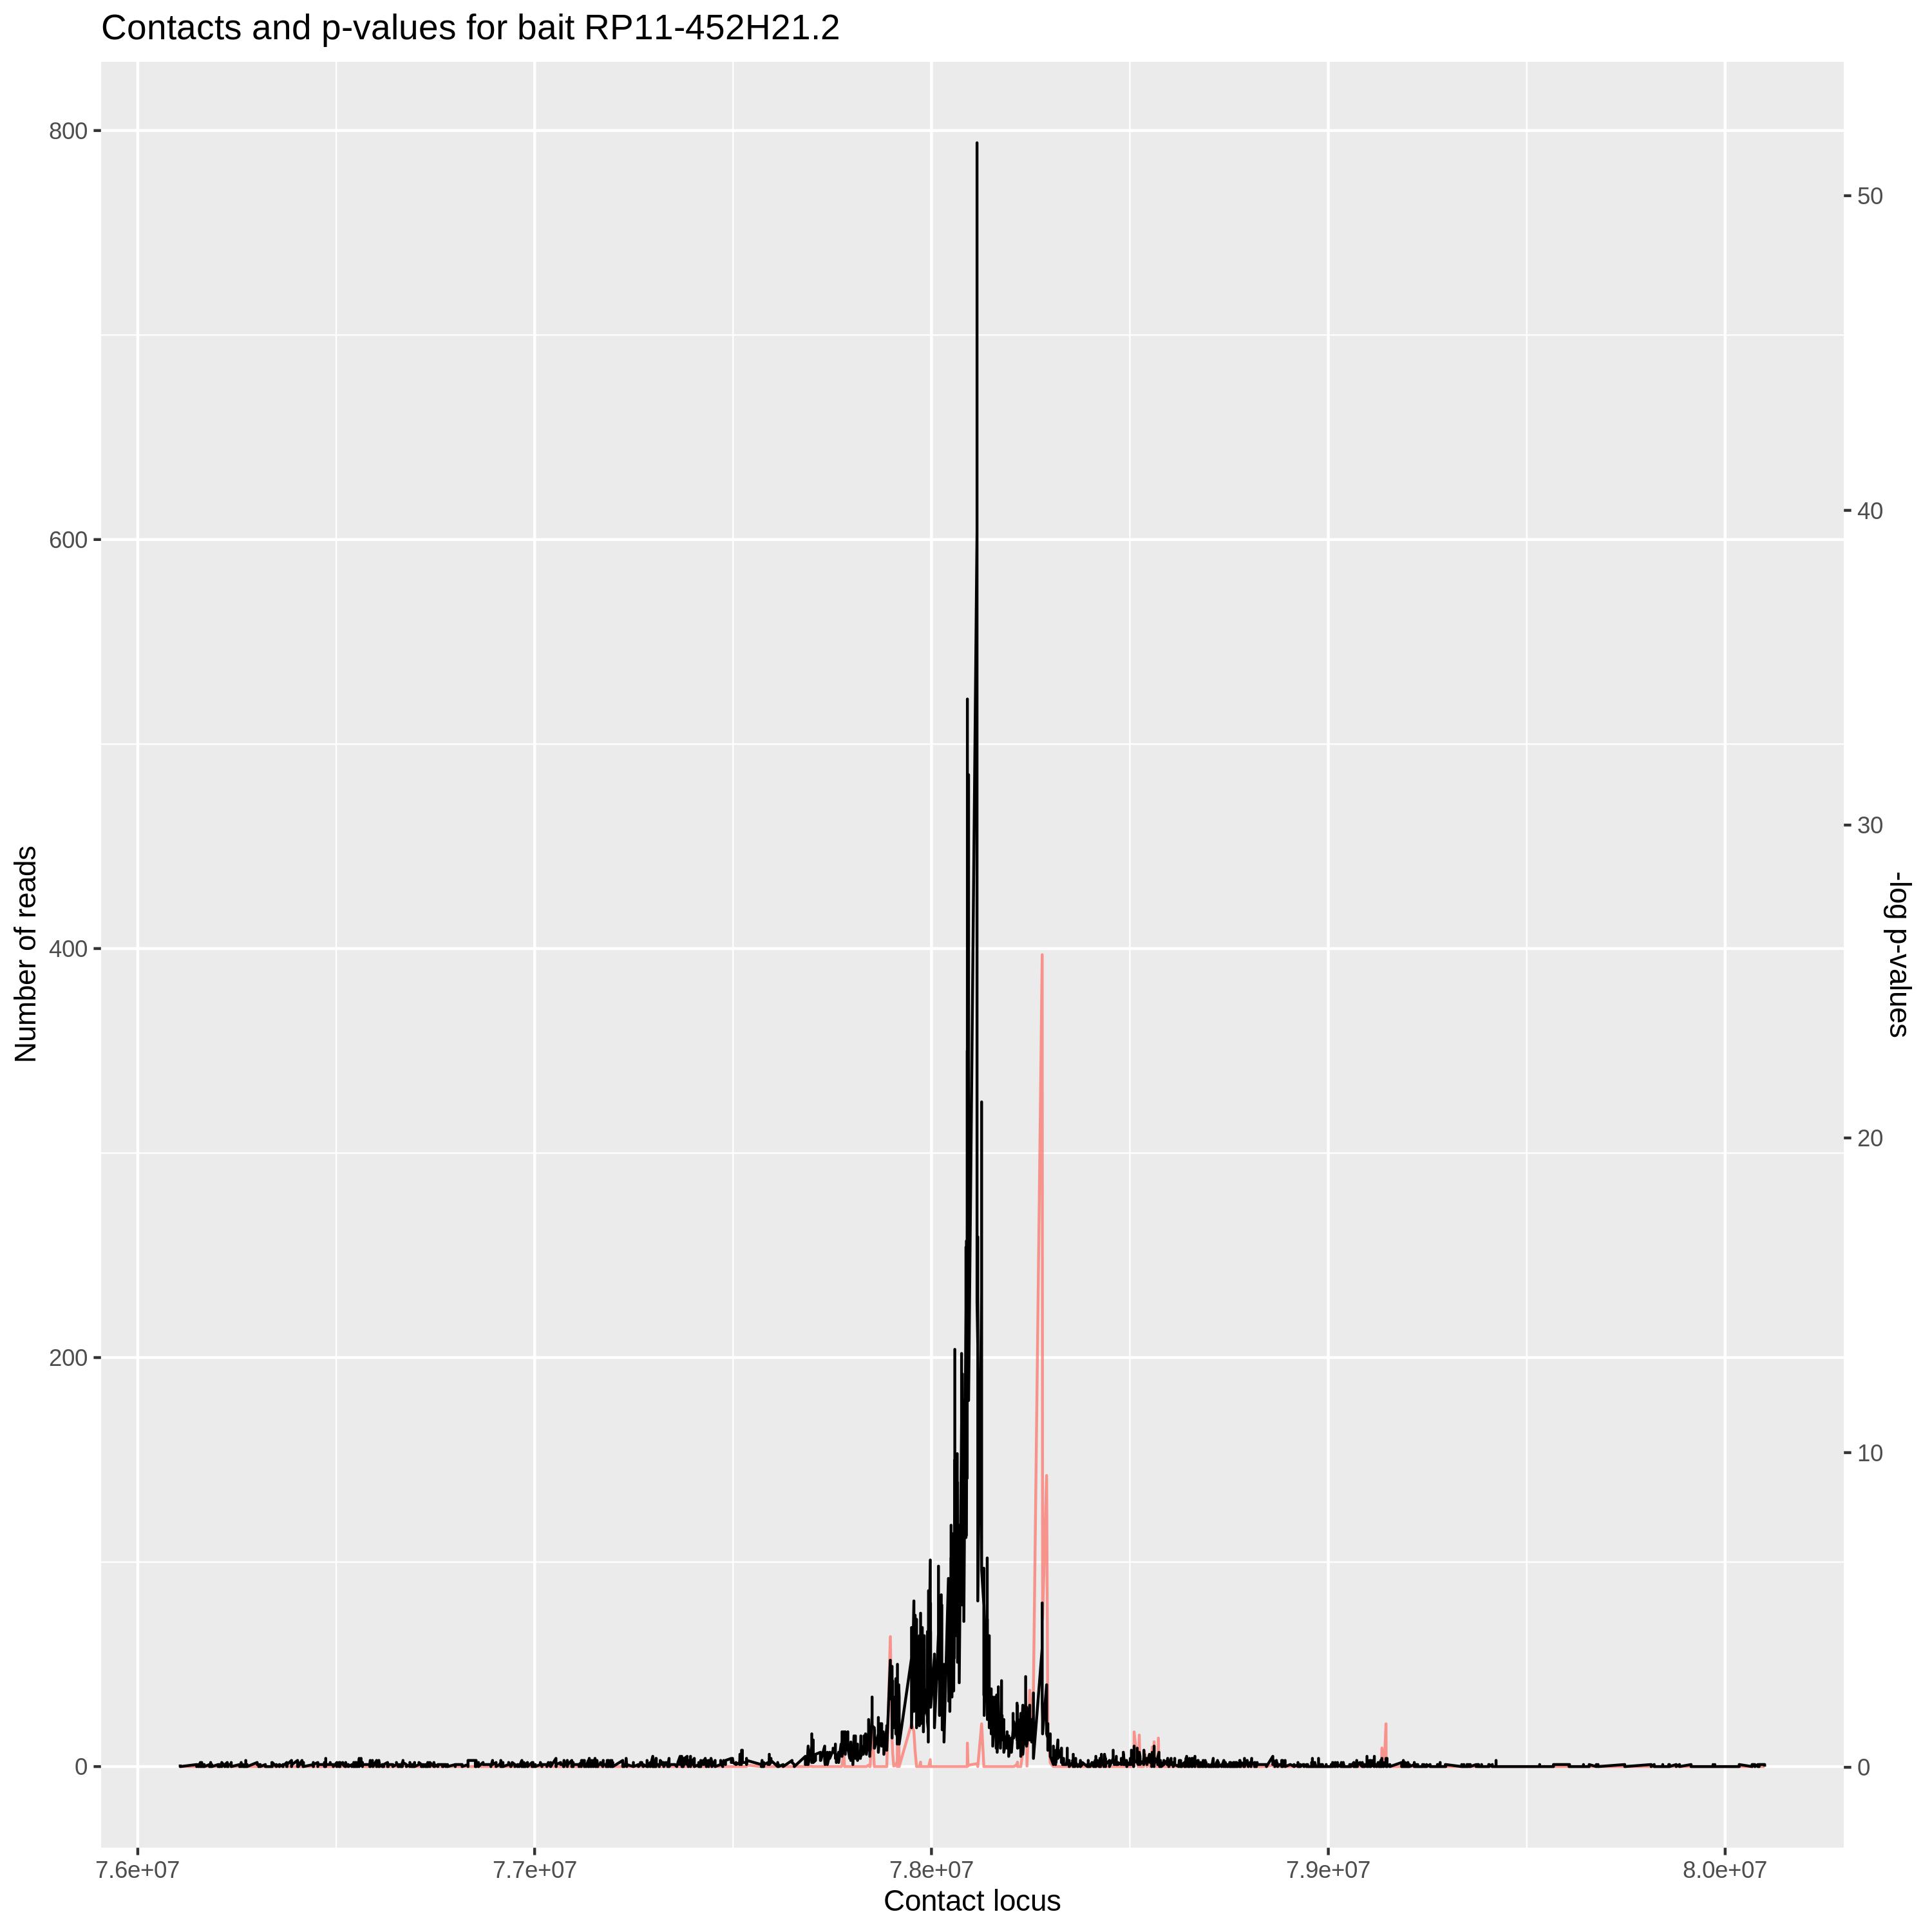 Contacts and p-values for bait RP11-452H21.2
800
600
400
200
0
Number of reads
50
40
30
20
10
0
-log p-values
7.6e+07 7.7e+07 7.8e+07 7.9e+07 8.0e+07
Contact locus